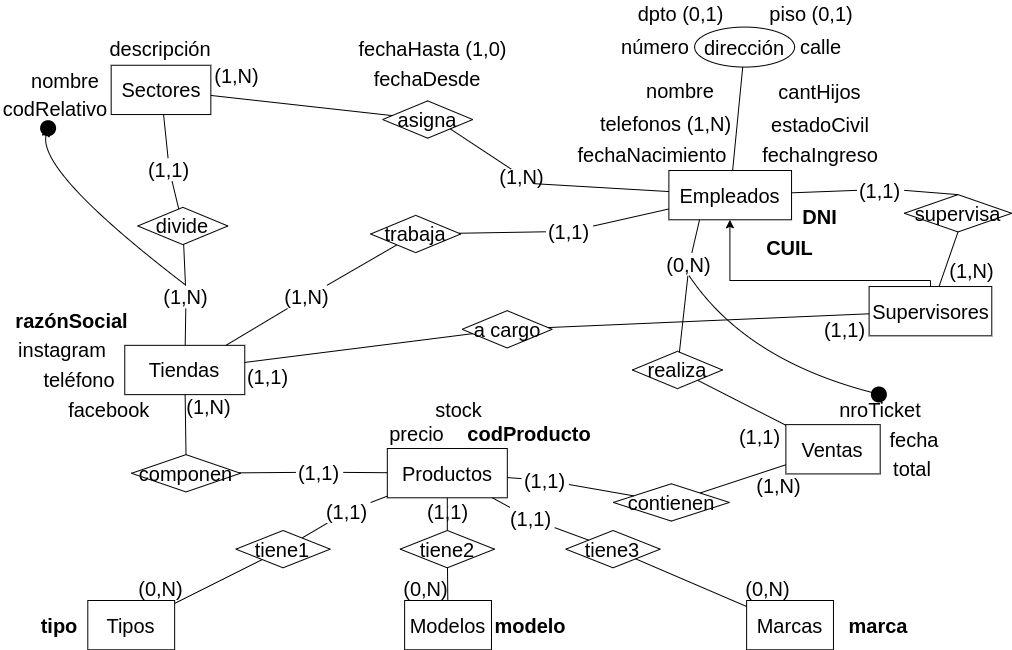 dpto (0,1)
piso (0,1)
número
dirección
calle
descripción
fechaHasta (1,0)
fechaDesde
nombre
codRelativo
Sectores
(1,N)
asigna
nombre
cantHijos
telefonos (1,N)
estadoCivil
fechaNacimiento
fechaIngreso
(1,1)
(1,N)
Empleados
(1,1)
DNI
supervisa
divide
trabaja
(1,1)
CUIL
(0,N)
(1,N)
(1,N)
(1,N)
Supervisores
razónSocial
a cargo
(1,1)
instagram
Tiendas
(1,1)
realiza
teléfono
facebook
(1,N)
stock
nroTicket
precio
codProducto
(1,1)
Ventas
fecha
total
componen
(1,1)
Productos
(1,1)
(1,N)
contienen
(1,1)
(1,1)
(1,1)
tiene1
tiene2
tiene3
(0,N)
(0,N)
(0,N)
tipo
Tipos
Modelos
modelo
Marcas
marca